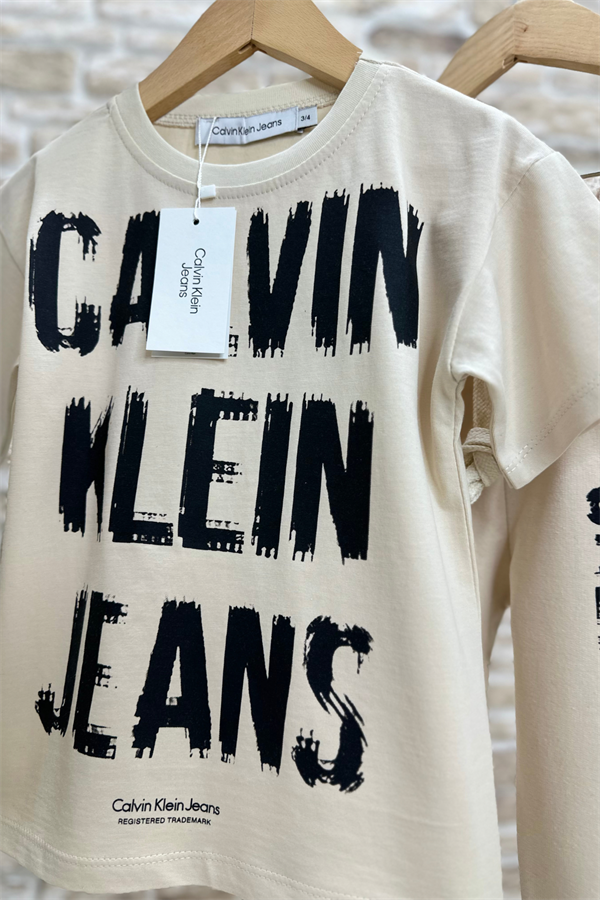 Calvin Klein Jeans 3/4
Calvin Klein
Jeans
CALVIN
KLEIN
JEANS
Calvin Klein Jeans
REGISTERED TRADEMARK